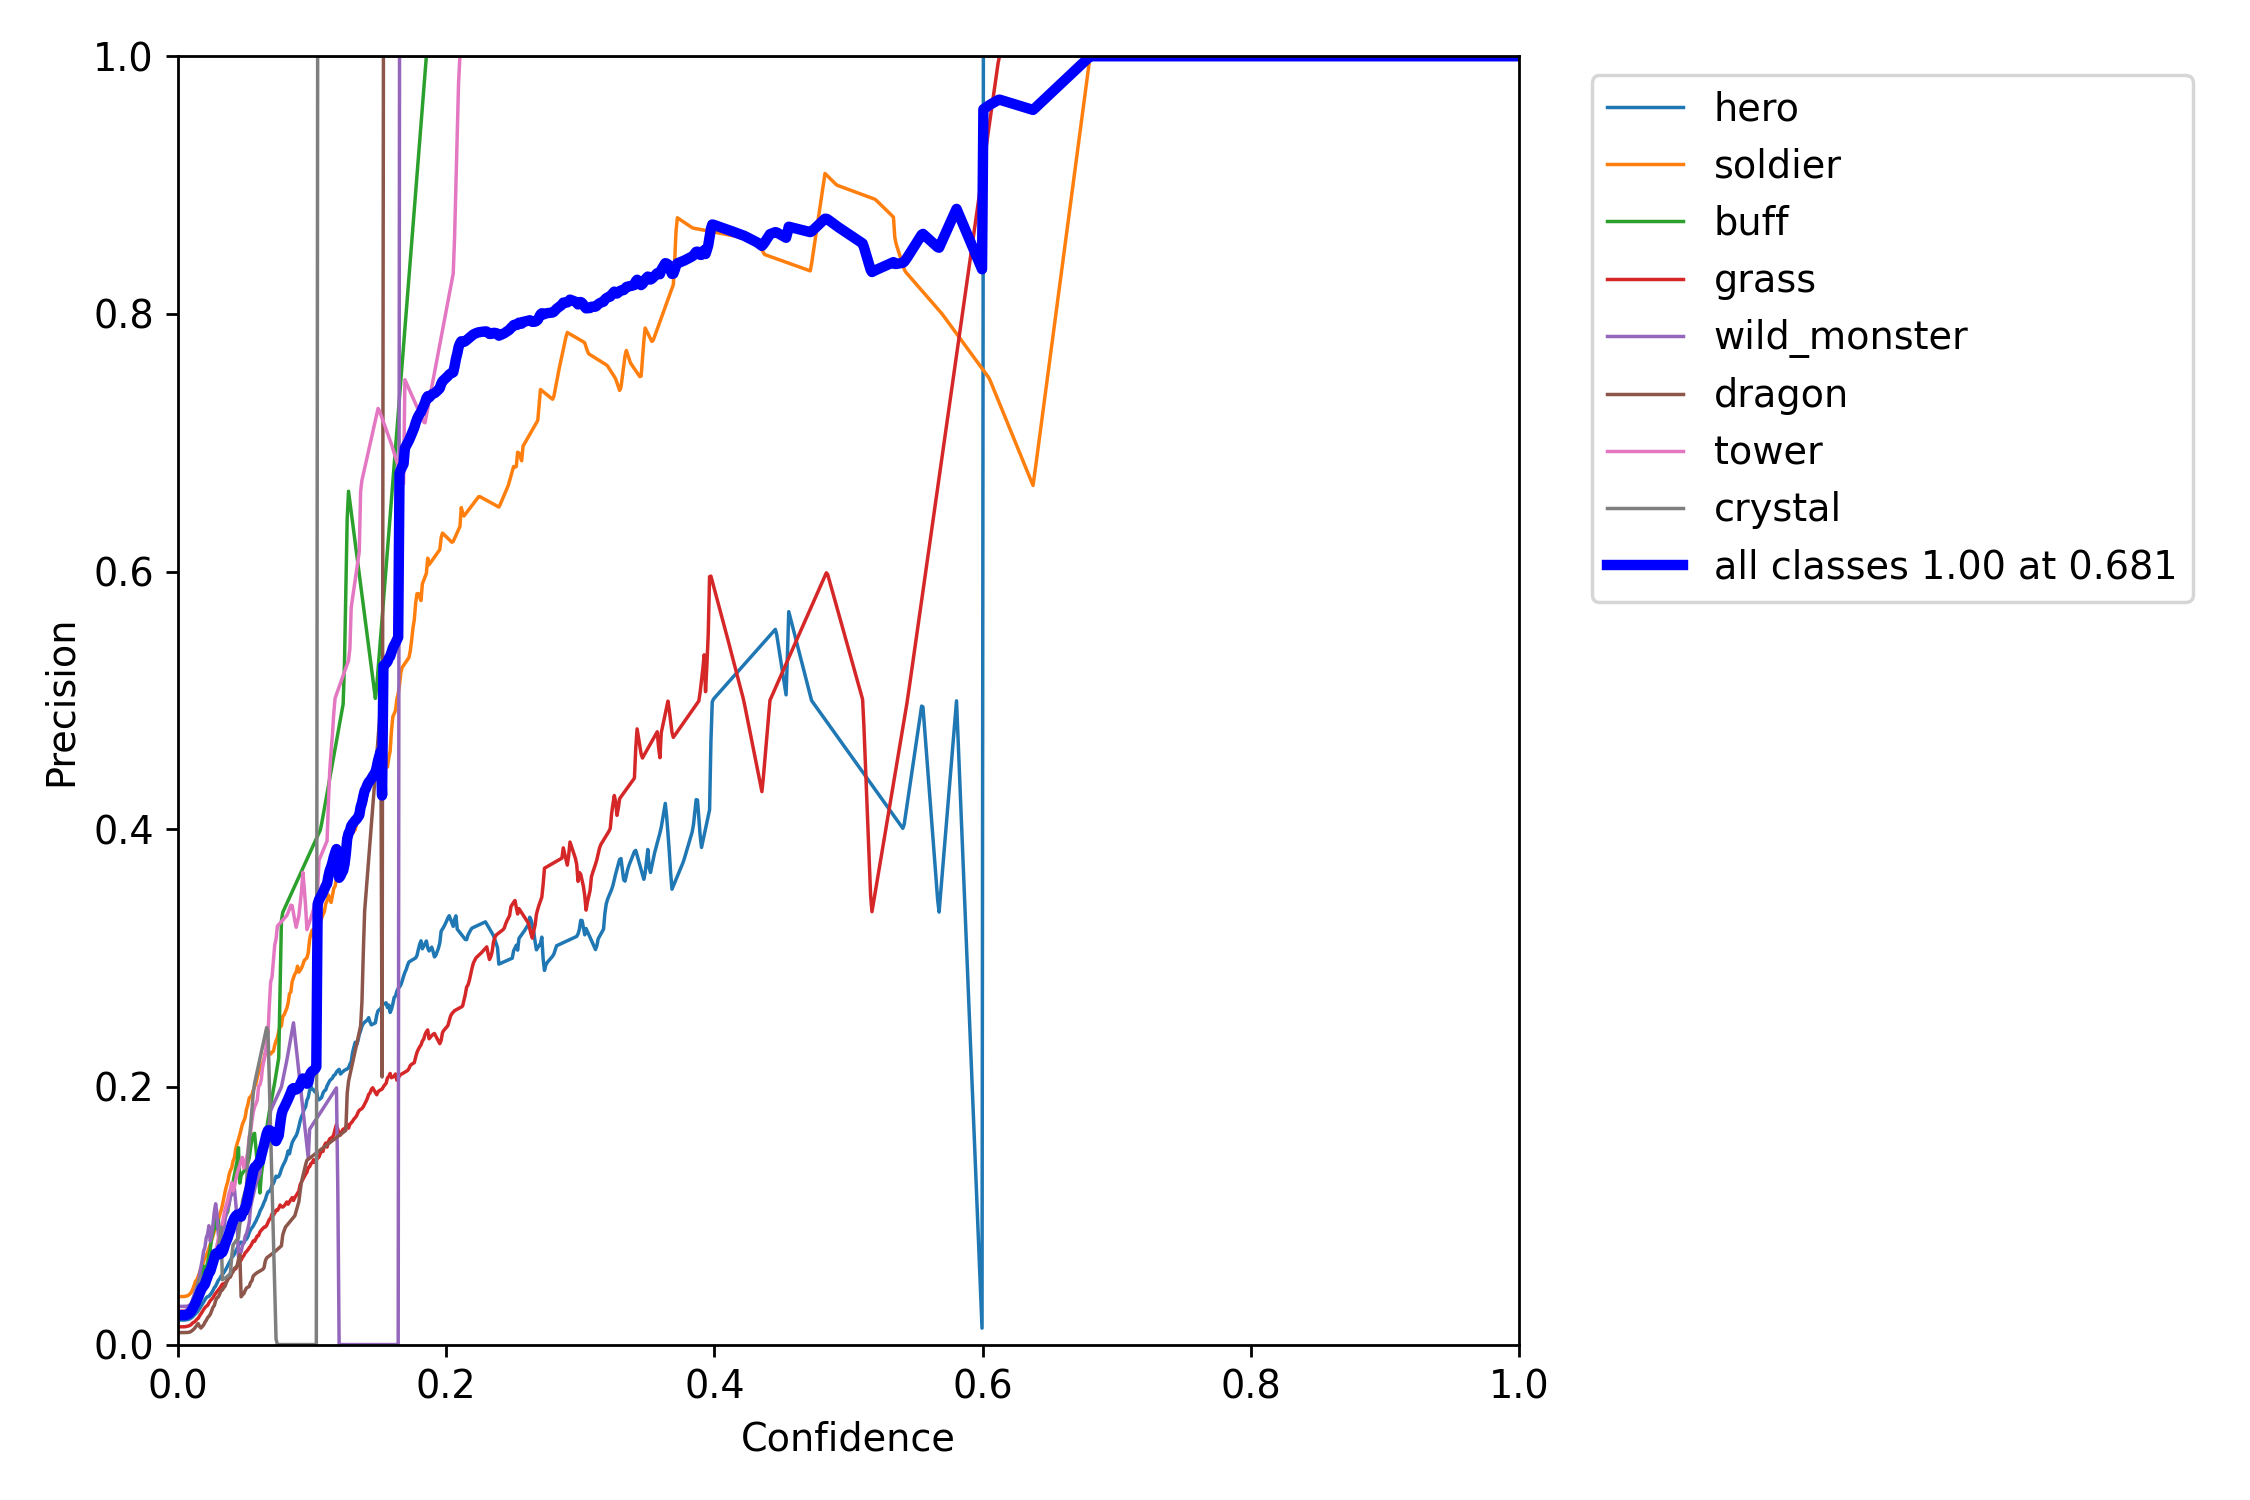 1.0
0.8
0.6
0.4
0.2
0.0
Precision
0.0 0.2 0.4 0.6 0.8 1.0
Confidence
hero
soldier
buff
grass
wild_monster
dragon
tower
crystal
all classes 1.00 at 0.681